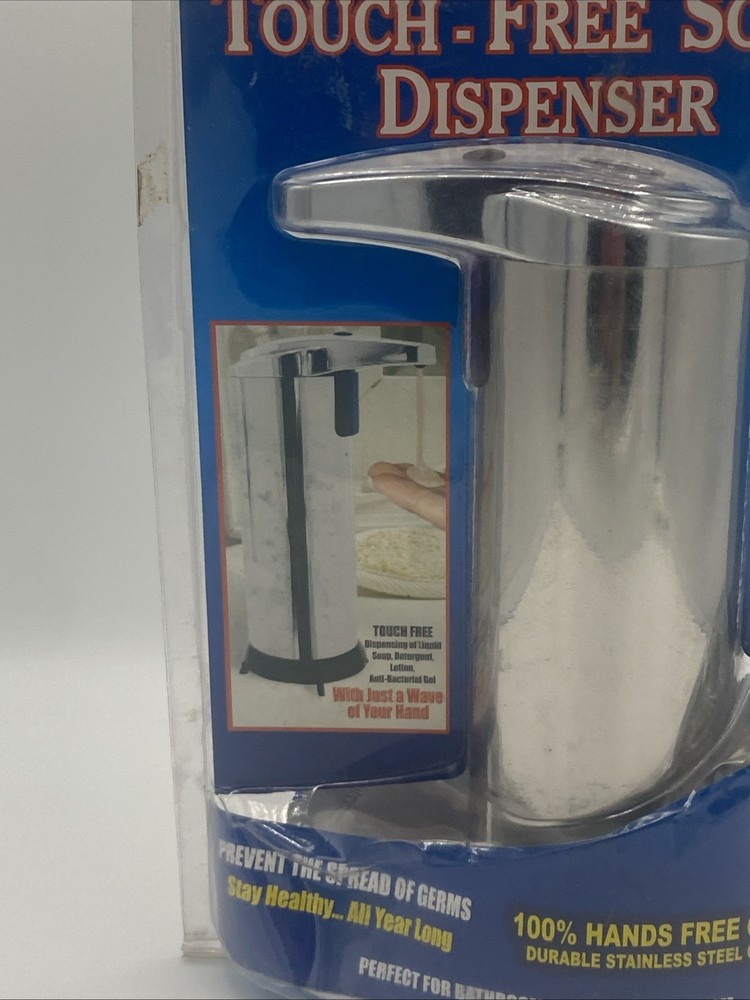 TOUCH-FREE SO
DISPENSER
TOUCH FREE
Dispensing of Liquid
Soap, Detergent,
Lotion,
Anti-Bacterial Gel
With Just a Wave
of Your Hand
PREVENT THE SPREAD OF GERMS
Stay Healthy... All Year Long
100% HANDS FREE
DURABLE STAINLESS STEEL
PERFECT FOR